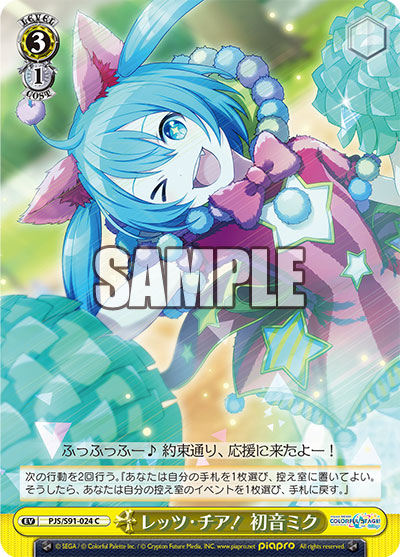 LEVEL
3
1
COST
SAMPLE
ふっふっふー♪ 約束通り、応援に来たよー!
次の行動を2回行う。『あなたは自分の手札を1枚選び、控え室に置いてよい。
そうしたら、あなたは自分の控え室のイベントを1枚選び、手札に戻す。』
EV PJS/S91-024 C レッツ・チア! 初音ミク
COLORFUL STAGE!
© SEGA / © Colorful Palette Inc. / © Crypton Future Media, INC. www.piapro.net piapro All rights reserved.